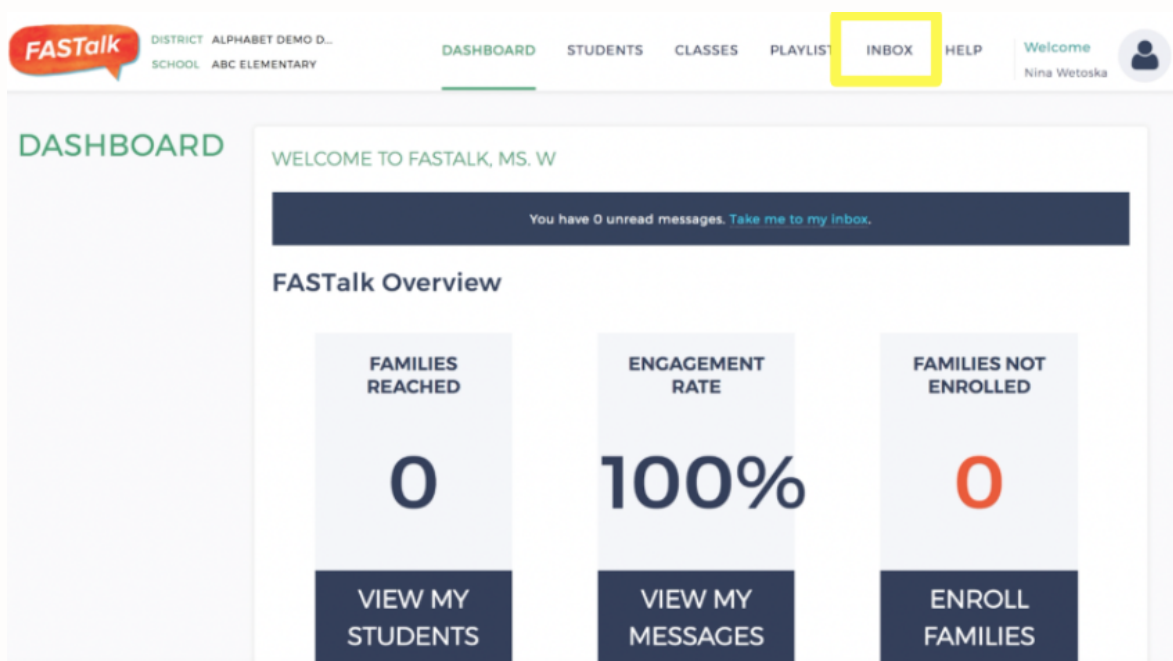 FASTalk
DISTRICT ALPHABET DEMO D...
SCHOOL ABC ELEMENTARY
DASHBOARD STUDENTS CLASSES PLAYLIST INBOX HELP
Welcome
Nina Wetoska
DASHBOARD
WELCOME TO FASTALK, MS. W
You have 0 unread messages. Take me to my inbox.
FASTalk Overview
FAMILIES
REACHED
0
VIEW MY
STUDENTS
ENGAGEMENT
RATE
100%
VIEW MY
MESSAGES
FAMILIES NOT
ENROLLED
0
ENROLL
FAMILIES